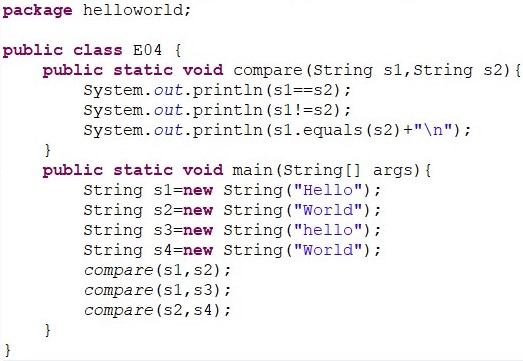 package helloworld;
public class E04 {
public static void compare(String s1,String s2){
System.out.println(s1==s2);
System.out.println(s1!=s2);
System.out.println(s1.equals(s2)+"\n");
}
public static void main(String[] args){
String s1=new String("Hello");
String s2=new String("World");
String s3=new String("hello");
String s4=new String("World");
compare(s1,s2);
compare(s1,s3);
compare(s2,s4);
}
}